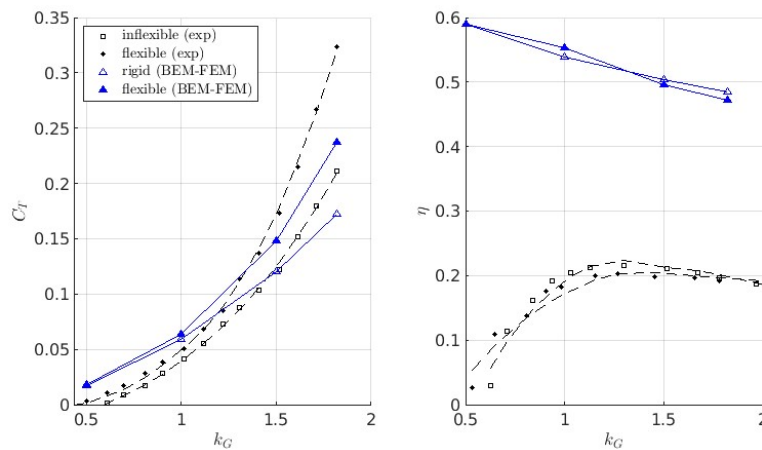 0.35
0.3
0.25
0.2
0.15
0.1
0.05
0
C_T
0.5 1 1.5 2
k_G
inflexible (exp)
flexible (exp)
rigid (BEM-FEM)
flexible (BEM-FEM)
0.6
0.5
0.4
0.3
0.2
0.1
0
η
0.5 1 1.5 2
k_G